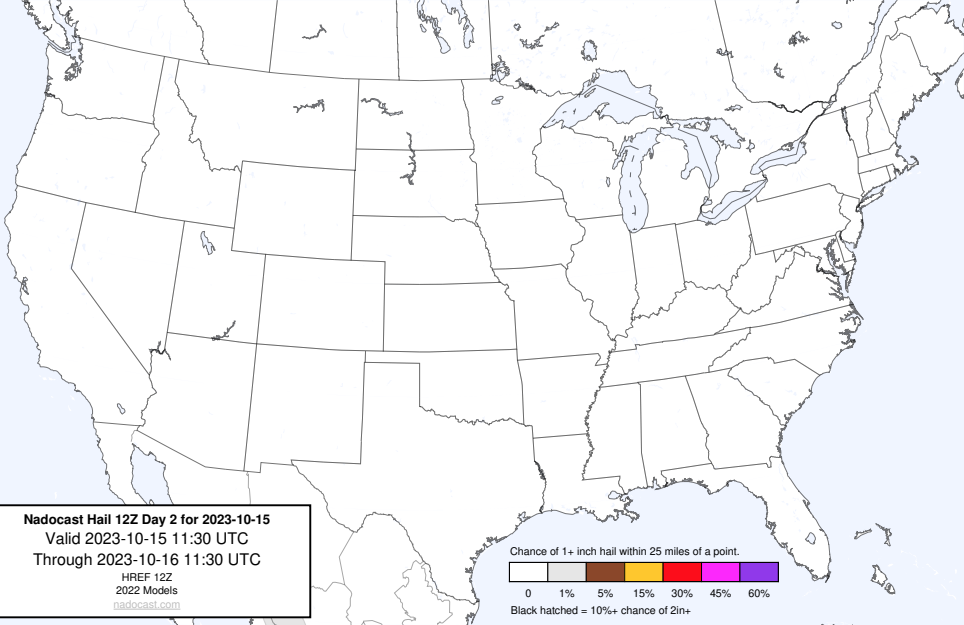 Nadocast Hail 12Z Day 2 for 2023-10-15
Valid 2023-10-15 11:30 UTC
Through 2023-10-16 11:30 UTC
HREF 12Z
2022 Models
nadocast.com
Chance of 1+ inch hail within 25 miles of a point.
0 1% 5% 15% 30% 45% 60%
Black hatched = 10%+ chance of 2in+